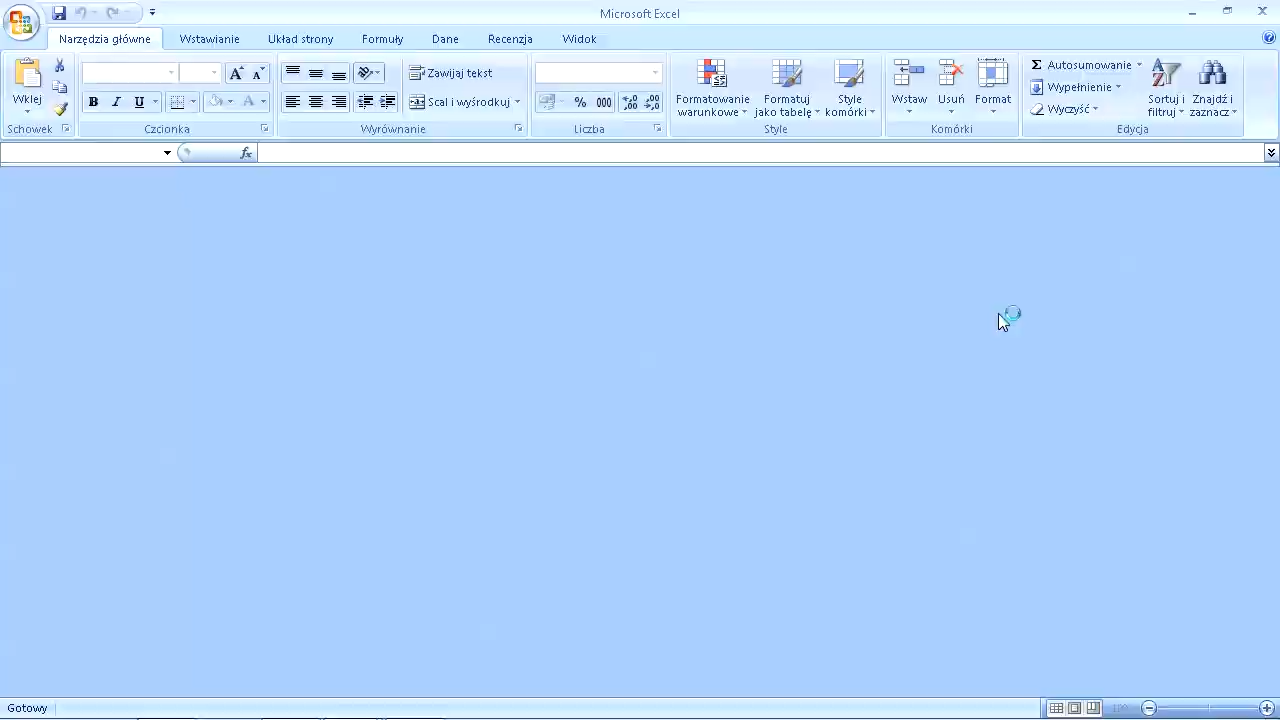 Microsoft Excel
Narzędzia główne Wstawianie Układ strony Formuły Dane Recenzja Widok
Wklej
Schowek
B I U
Czcionka
Zawijaj tekst
Scal i wyśrodkuj
Wyrównanie
% 000
Liczba
Formatowanie warunkowe
Formatuj jako tabelę
Style komórki
Style
Wstaw Usuń Format
Komórki
Σ Autosumowanie
Wypełnienie
Wyczyść
Sortuj i filtruj
Znajdź i zaznacz
Edycja
fx
Gotowy